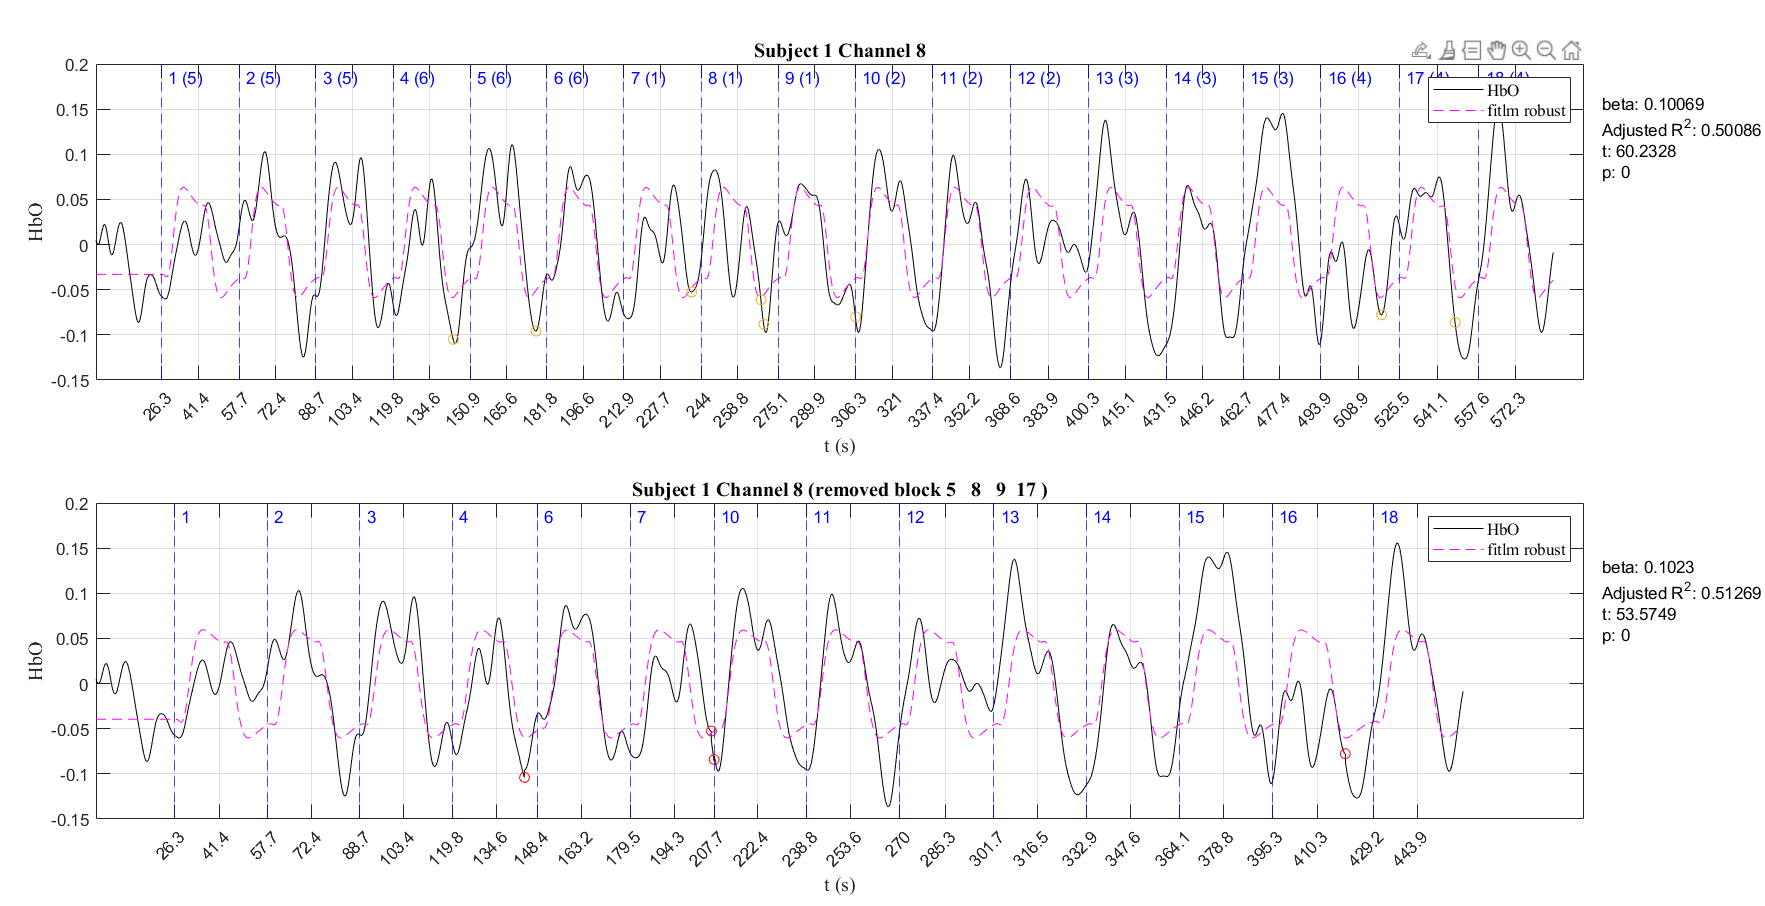 Subject 1 Channel 8
0.2
0.15
0.1
0.05
0
-0.05
-0.1
-0.15
HbO
1 (5) 2 (5) 3 (5) 4 (6) 5 (6) 6 (6) 7 (1) 8 (1) 9 (1) 10 (2) 11 (2) 12 (2) 13 (3) 14 (3) 15 (3) 16 (4) 17 (4) 18 (4)
HbO
fitlm robust
beta: 0.10069
Adjusted R2: 0.50086
t: 60.2328
p: 0
26.3 41.4 57.7 72.4 88.7 103.4 119.8 134.6 150.9 165.6 181.8 196.6 212.9 227.7 244 258.8 275.1 289.9 306.3 321 337.4 352.2 368.6 383.9 400.3 415.1 431.5 446.2 462.7 477.4 493.9 508.9 525.5 541.1 557.6 572.3
t (s)
Subject 1 Channel 8 (removed block 5 8 9 17 )
0.2
0.15
0.1
0.05
0
-0.05
-0.1
-0.15
HbO
1 2 3 4 6 7 10 11 12 13 14 15 16 18
HbO
fitlm robust
beta: 0.1023
Adjusted R2: 0.51269
t: 53.5749
p: 0
26.3 41.4 57.7 72.4 88.7 103.4 119.8 134.6 148.4 163.2 179.5 194.3 207.7 222.4 238.8 253.6 270 285.3 301.7 316.5 332.9 347.6 364.1 378.8 395.3 410.3 429.2 443.9
t (s)